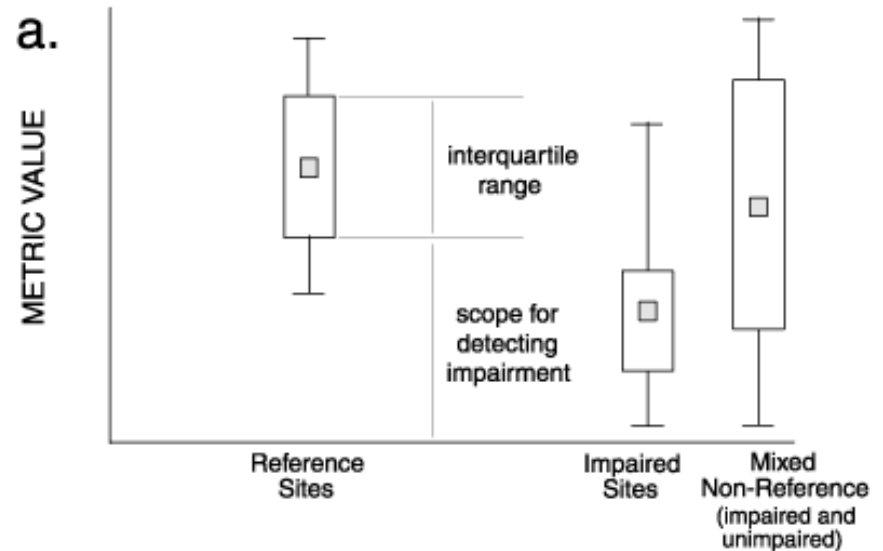 a.
METRIC VALUE
interquartile
range
scope for
detecting
impairment
Reference
Sites
Impaired
Sites
Mixed
Non-Reference
(impaired and
unimpaired)